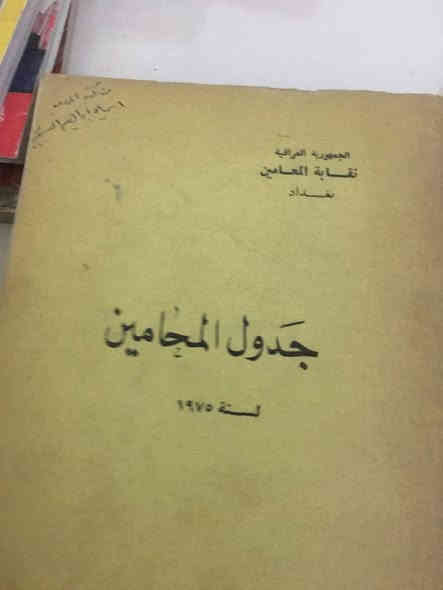 الجمهورية العراقية
نقابة المحامين
بغداد
جدول المحامين
لسنة ١٩٧٥